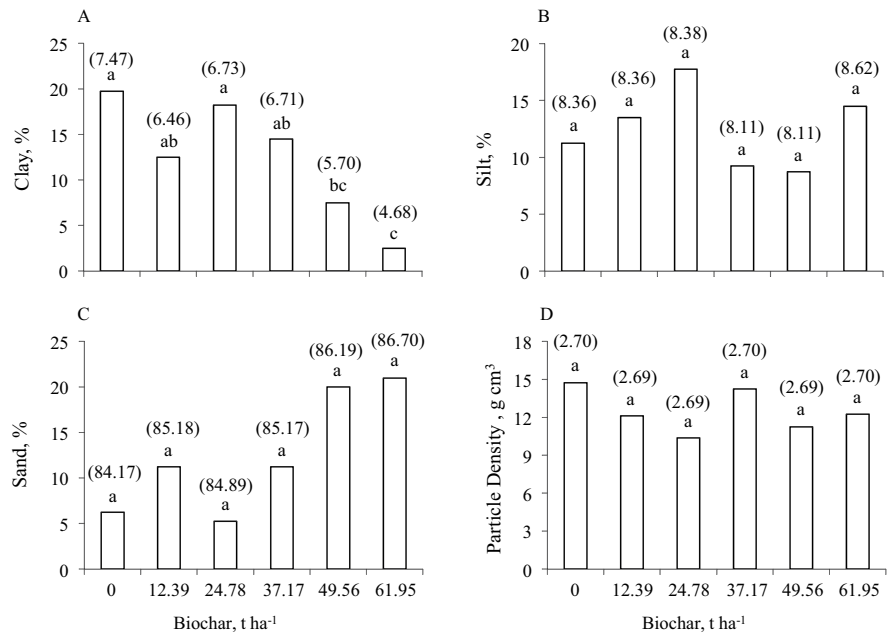 A
25
20
15
10
5
0
Clay, %
(7.47)
a
(6.46)
ab
(6.73)
a
(6.71)
ab
(5.70)
bc
(4.68)
c
B
20
15
10
5
0
Silt, %
(8.36)
a
(8.36)
a
(8.38)
a
(8.11)
a
(8.11)
a
(8.62)
a
C
25
20
15
10
5
0
Sand, %
(84.17)
a
(85.18)
a
(84.89)
a
(85.17)
a
(86.19)
a
(86.70)
a
0 12.39 24.78 37.17 49.56 61.95
Biochar, t ha-1
D
18
15
12
9
6
3
0
Particle Density , g cm3
(2.70)
a
(2.69)
a
(2.69)
a
(2.70)
a
(2.69)
a
(2.70)
a
0 12.39 24.78 37.17 49.56 61.95
Biochar, t ha-1